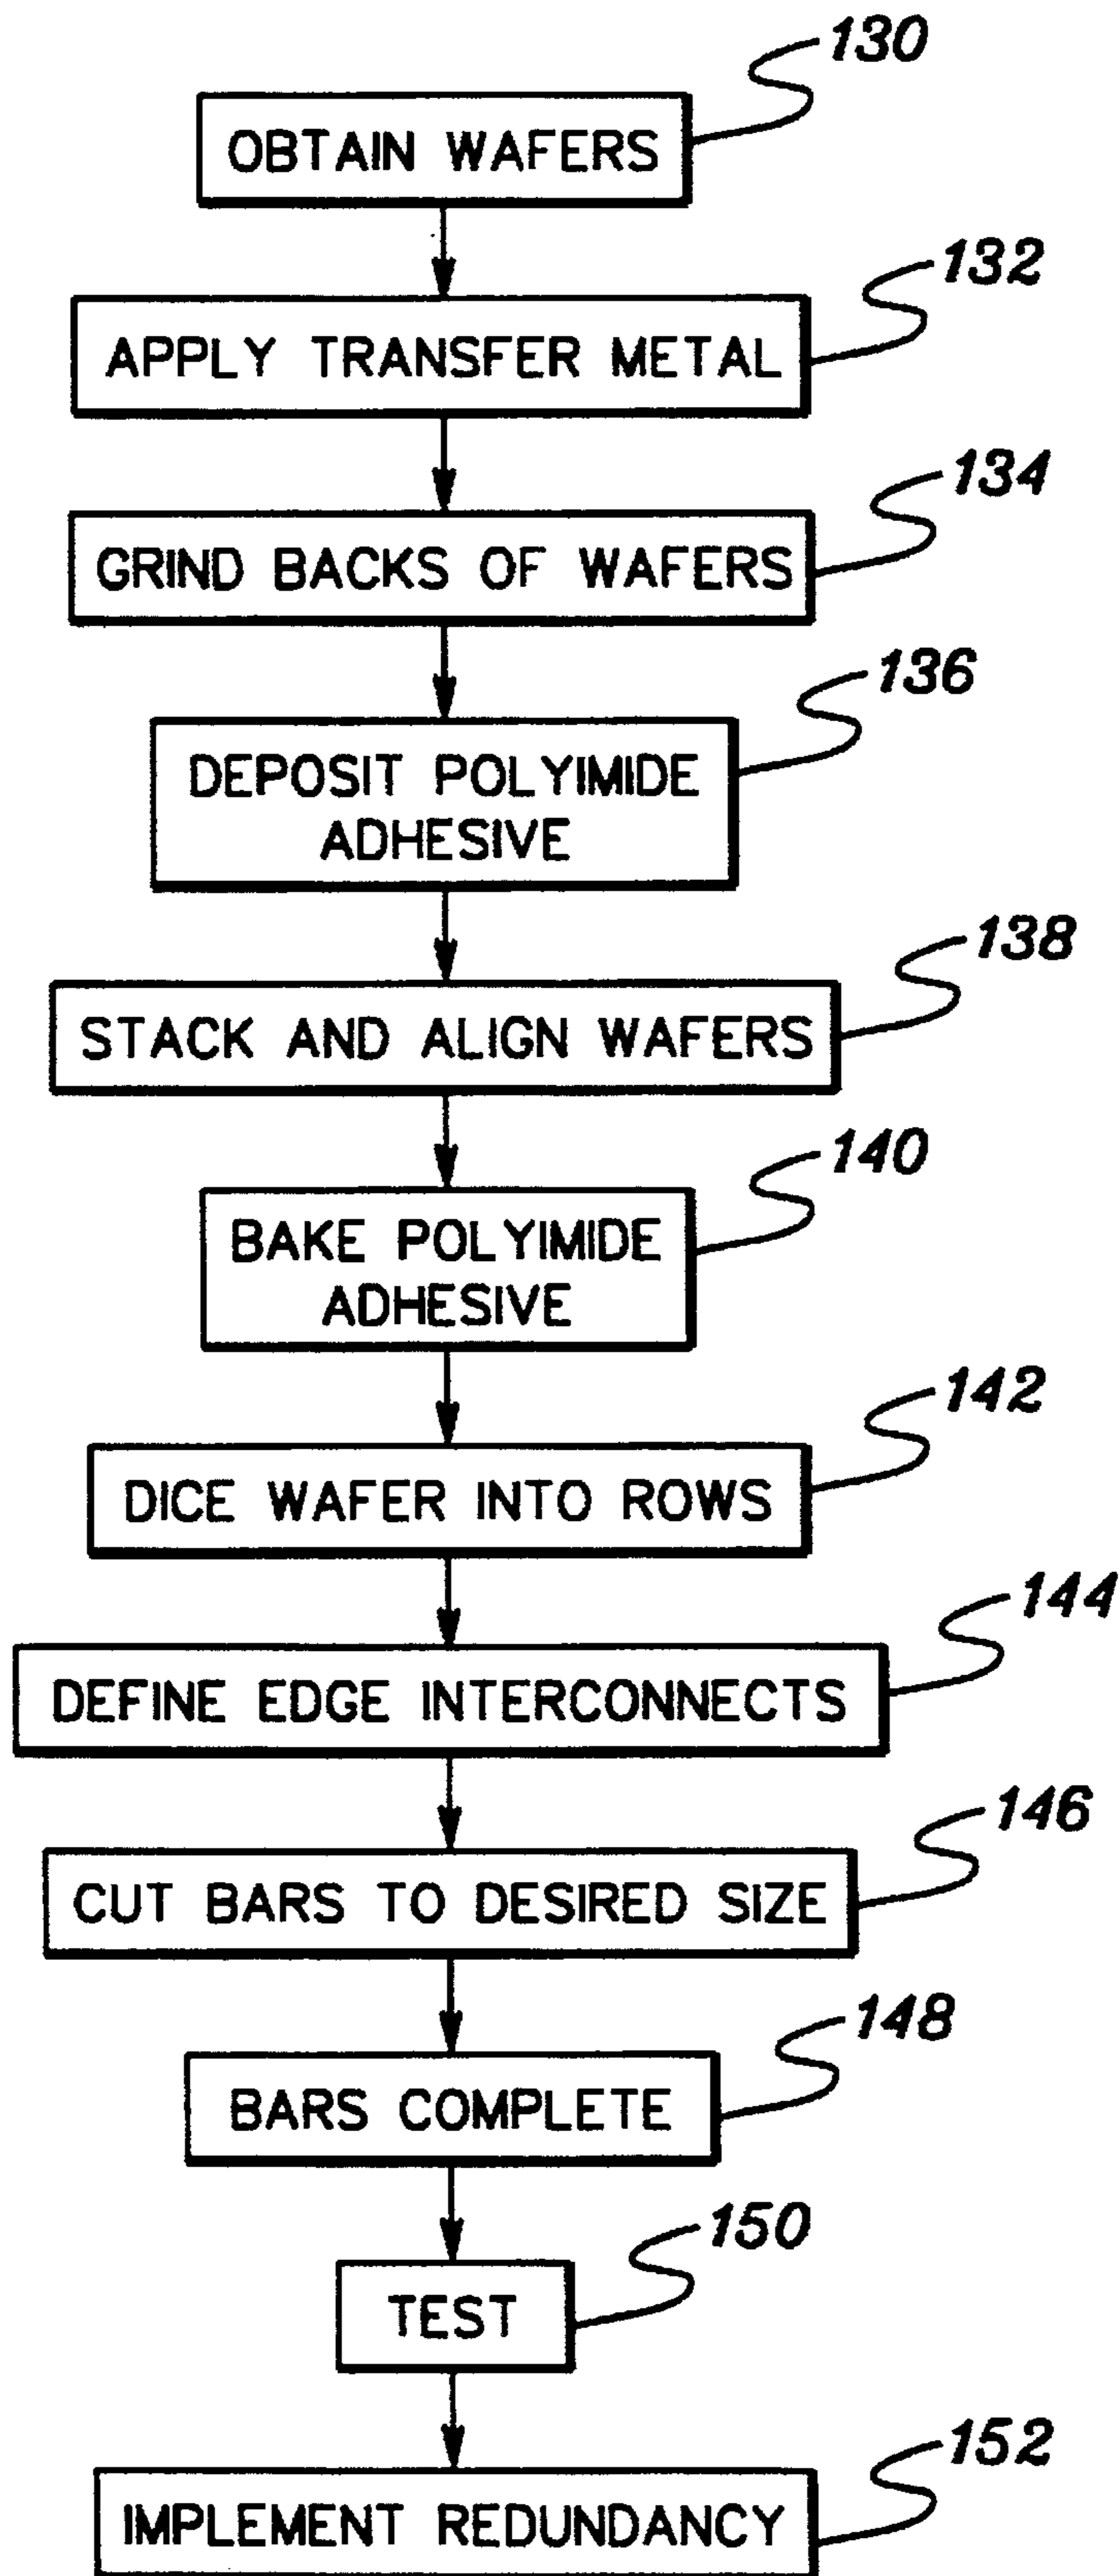 130
OBTAIN WAFERS
132
APPLY TRANSFER METAL
134
GRIND BACKS OF WAFERS
136
DEPOSIT POLYIMIDE
ADHESIVE
138
STACK AND ALIGN WAFERS
140
BAKE POLYIMIDE
ADHESIVE
142
DICE WAFER INTO ROWS
144
DEFINE EDGE INTERCONNECTS
146
CUT BARS TO DESIRED SIZE
148
BARS COMPLETE
150
TEST
152
IMPLEMENT REDUNDANCY